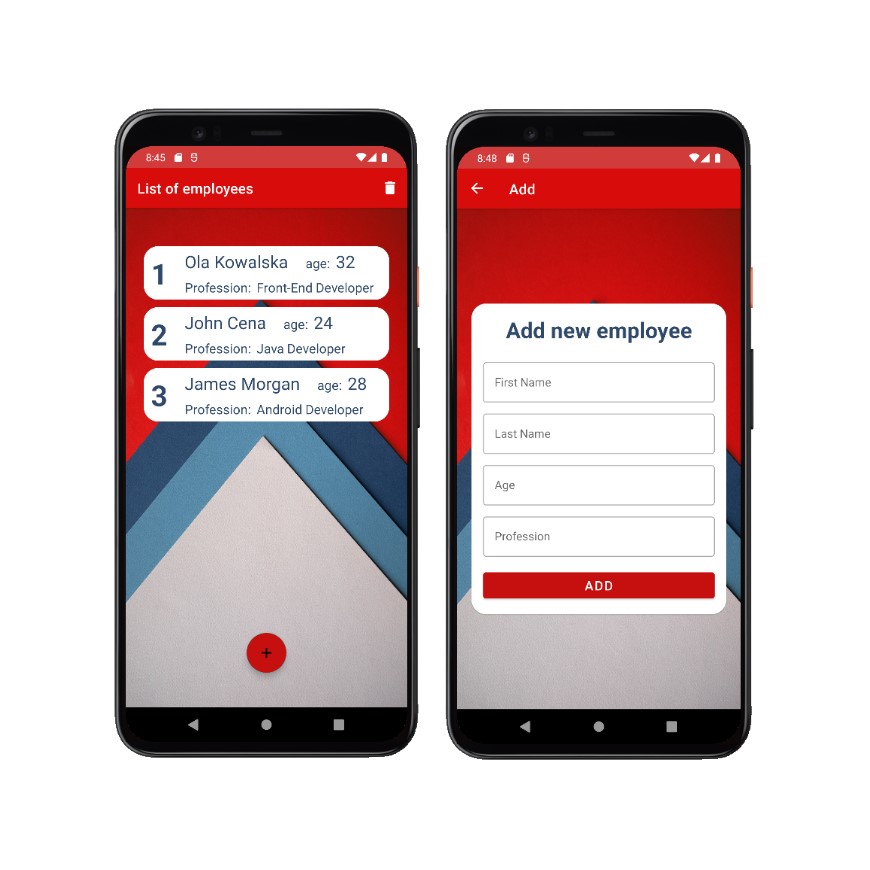 8:45
List of employees
1
Ola Kowalska age: 32
Profession: Front-End Developer
2
John Cena age: 24
Profession: Java Developer
3
James Morgan age: 28
Profession: Android Developer
+
8:48
Add
Add new employee
First Name
Last Name
Age
Profession
ADD